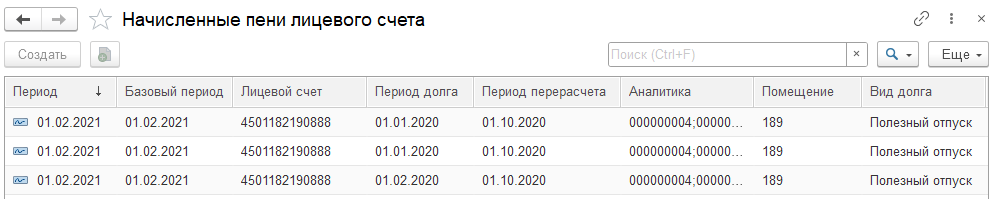 Начисленные пени лицевого счета
Создать Поиск (Ctrl+F) × Еще
Период ↓ Базовый период Лицевой счет Период долга Период перерасчета Аналитика Помещение Вид долга
01.02.2021 01.02.2021 4501182190888 01.01.2020 01.10.2020 000000004;00000... 189 Полезный отпуск
01.02.2021 01.02.2021 4501182190888 01.01.2020 01.10.2020 000000004;00000... 189 Полезный отпуск
01.02.2021 01.02.2021 4501182190888 01.02.2020 01.10.2020 000000004;00000... 189 Полезный отпуск